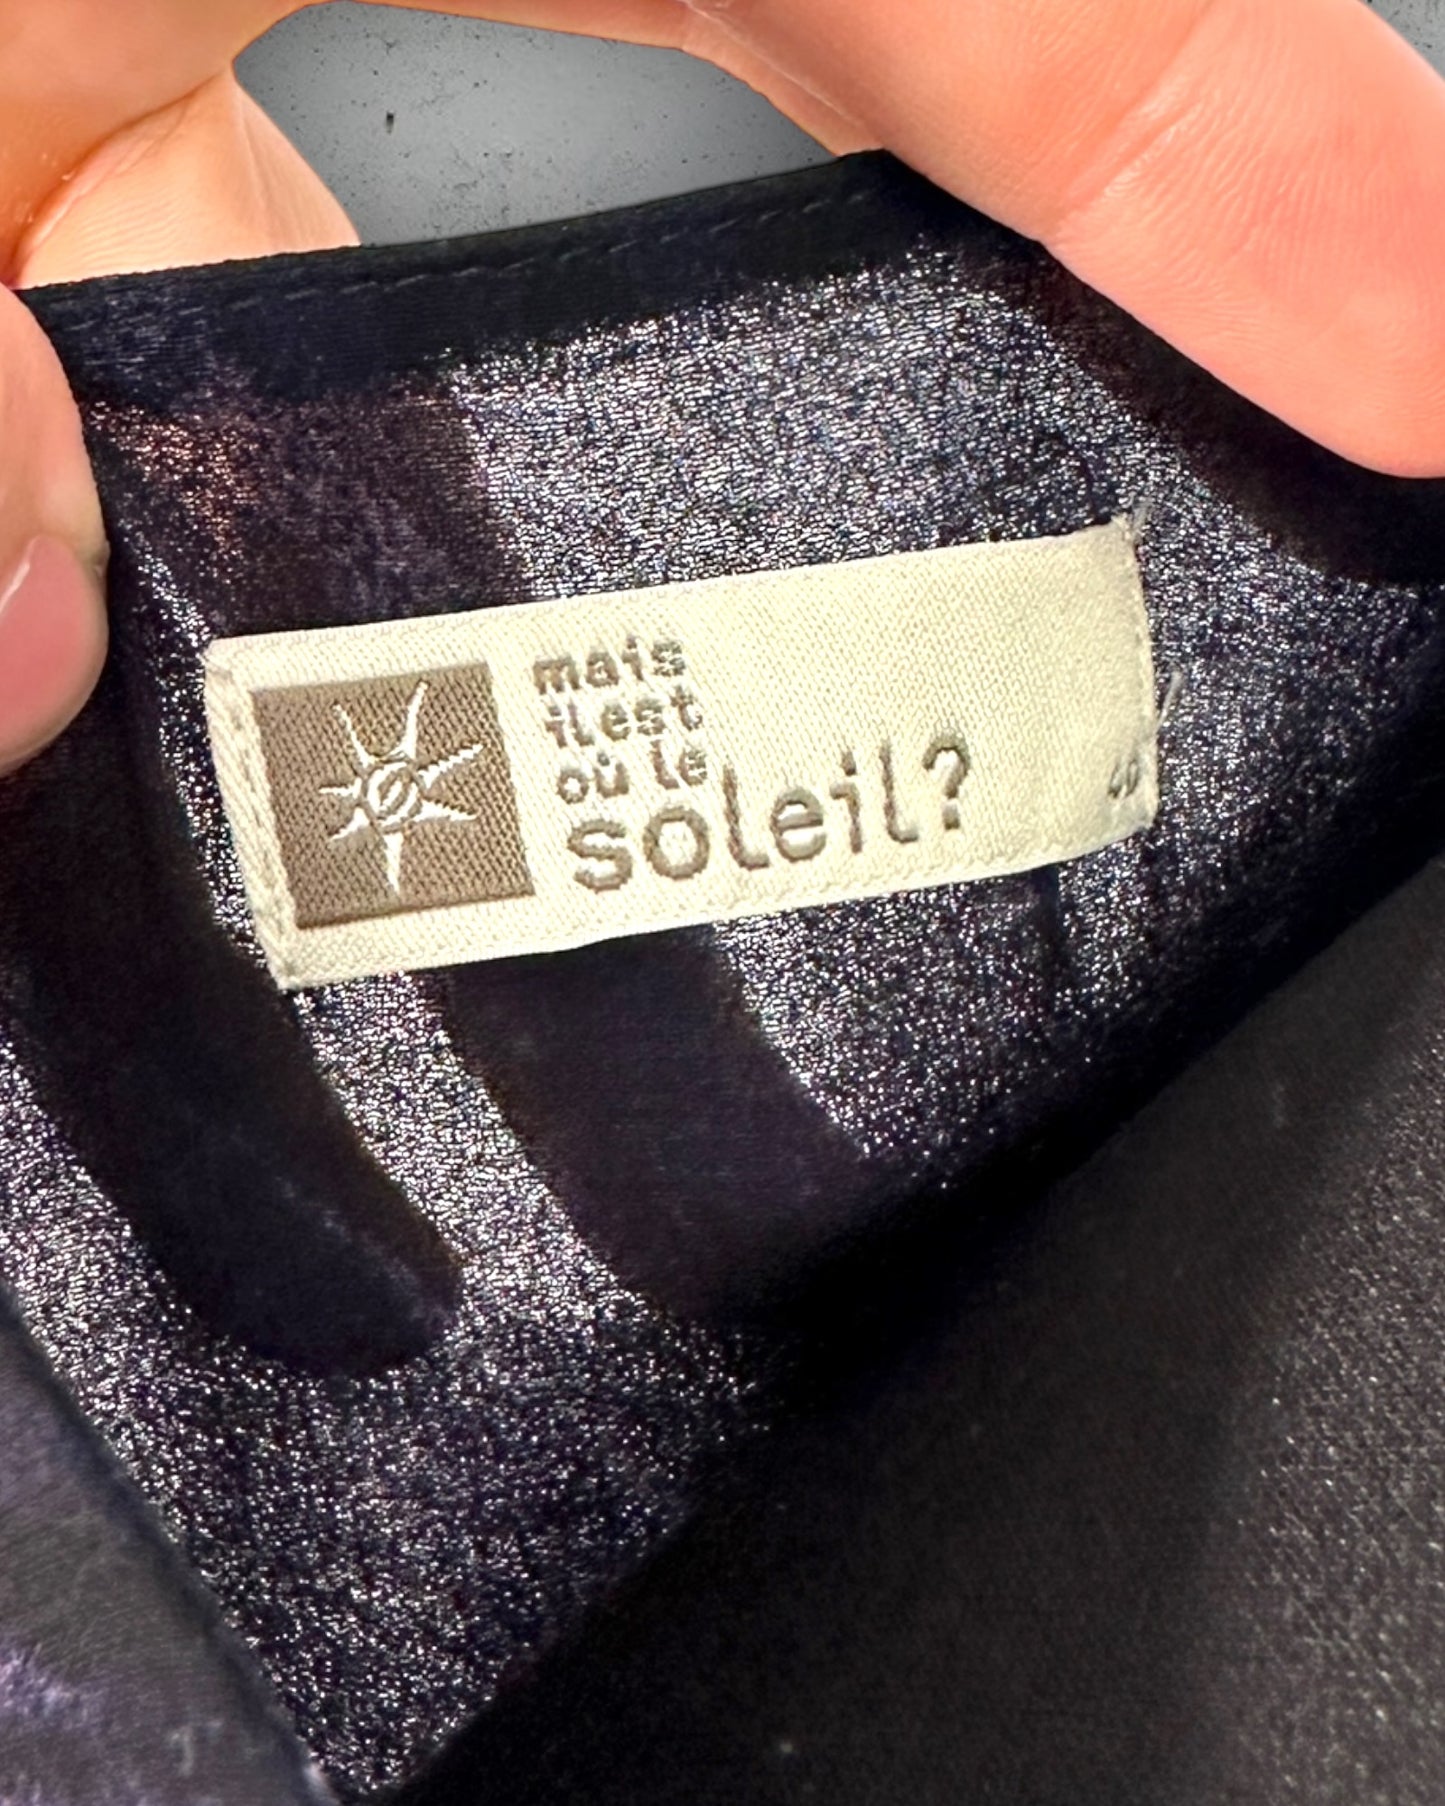 mais
il est
où le
soleil?
40